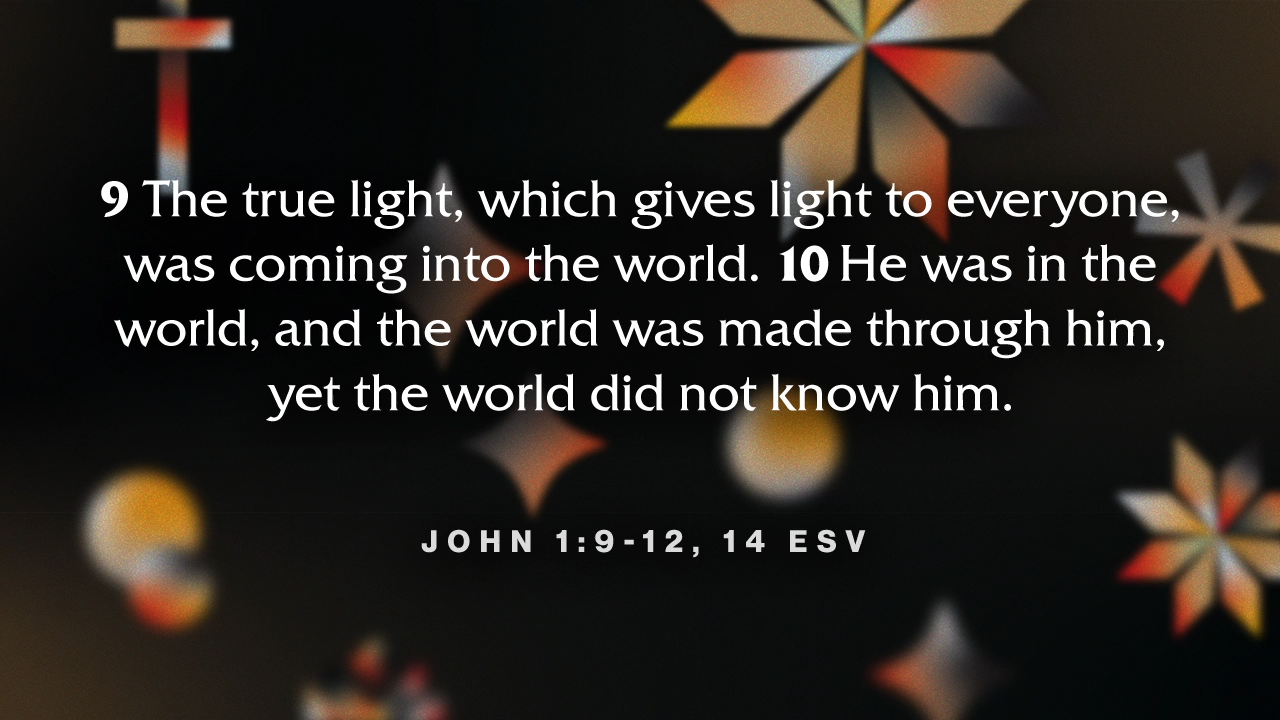 9 The true light, which gives light to everyone,
was coming into the world. 10 He was in the
world, and the world was made through him,
yet the world did not know him.
JOHN 1:9-12, 14 ESV